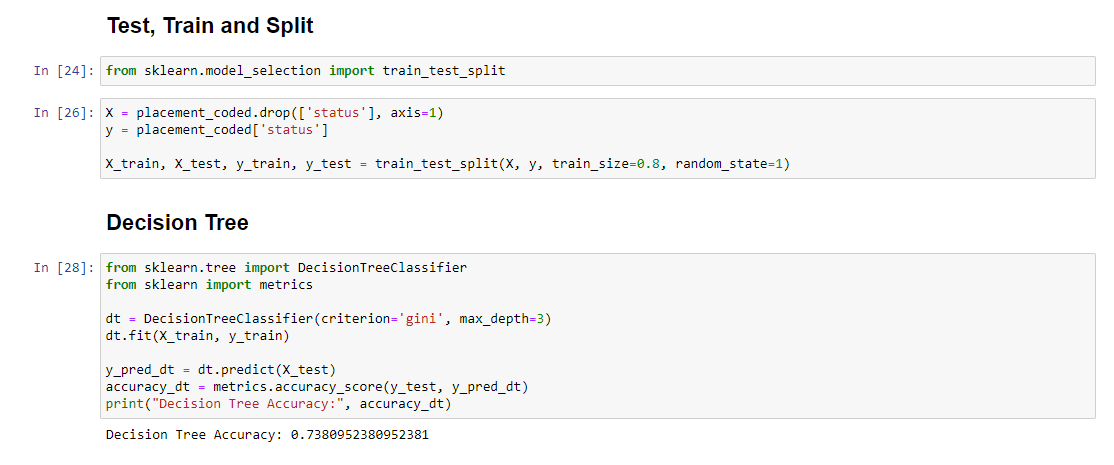 Test, Train and Split
In [24]: from sklearn.model_selection import train_test_split
In [26]: X = placement_coded.drop(['status'], axis=1)
y = placement_coded['status']
X_train, X_test, y_train, y_test = train_test_split(X, y, train_size=0.8, random_state=1)
Decision Tree
In [28]: from sklearn.tree import DecisionTreeClassifier
from sklearn import metrics
dt = DecisionTreeClassifier(criterion='gini', max_depth=3)
dt.fit(X_train, y_train)
y_pred_dt = dt.predict(X_test)
accuracy_dt = metrics.accuracy_score(y_test, y_pred_dt)
print("Decision Tree Accuracy:", accuracy_dt)
Decision Tree Accuracy: 0.7380952380952381